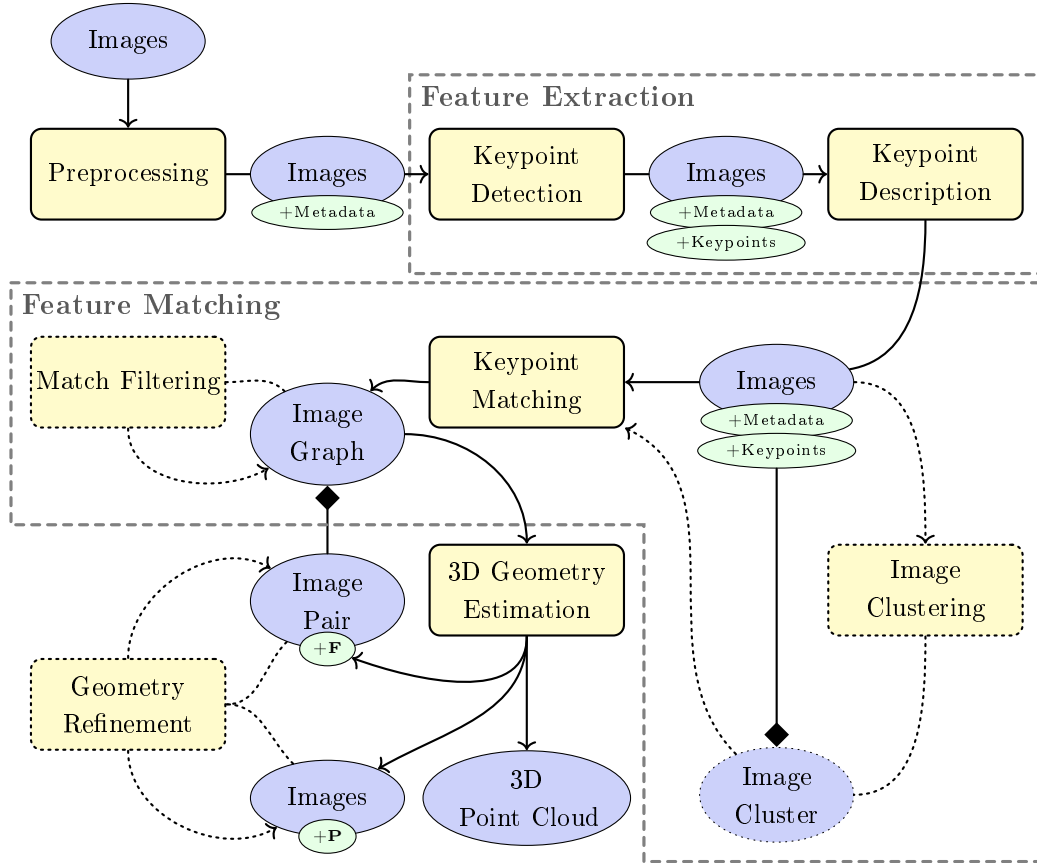 Images
Feature Extraction
Preprocessing
Images
+Metadata
Keypoint
Detection
Images
+Metadata
+Keypoints
Keypoint
Description
Feature Matching
Match Filtering
Image
Graph
Keypoint
Matching
Images
+Metadata
+Keypoints
Image
Pair
+F
3D Geometry
Estimation
Image
Clustering
Geometry
Refinement
Images
+P
3D
Point Cloud
Image
Cluster